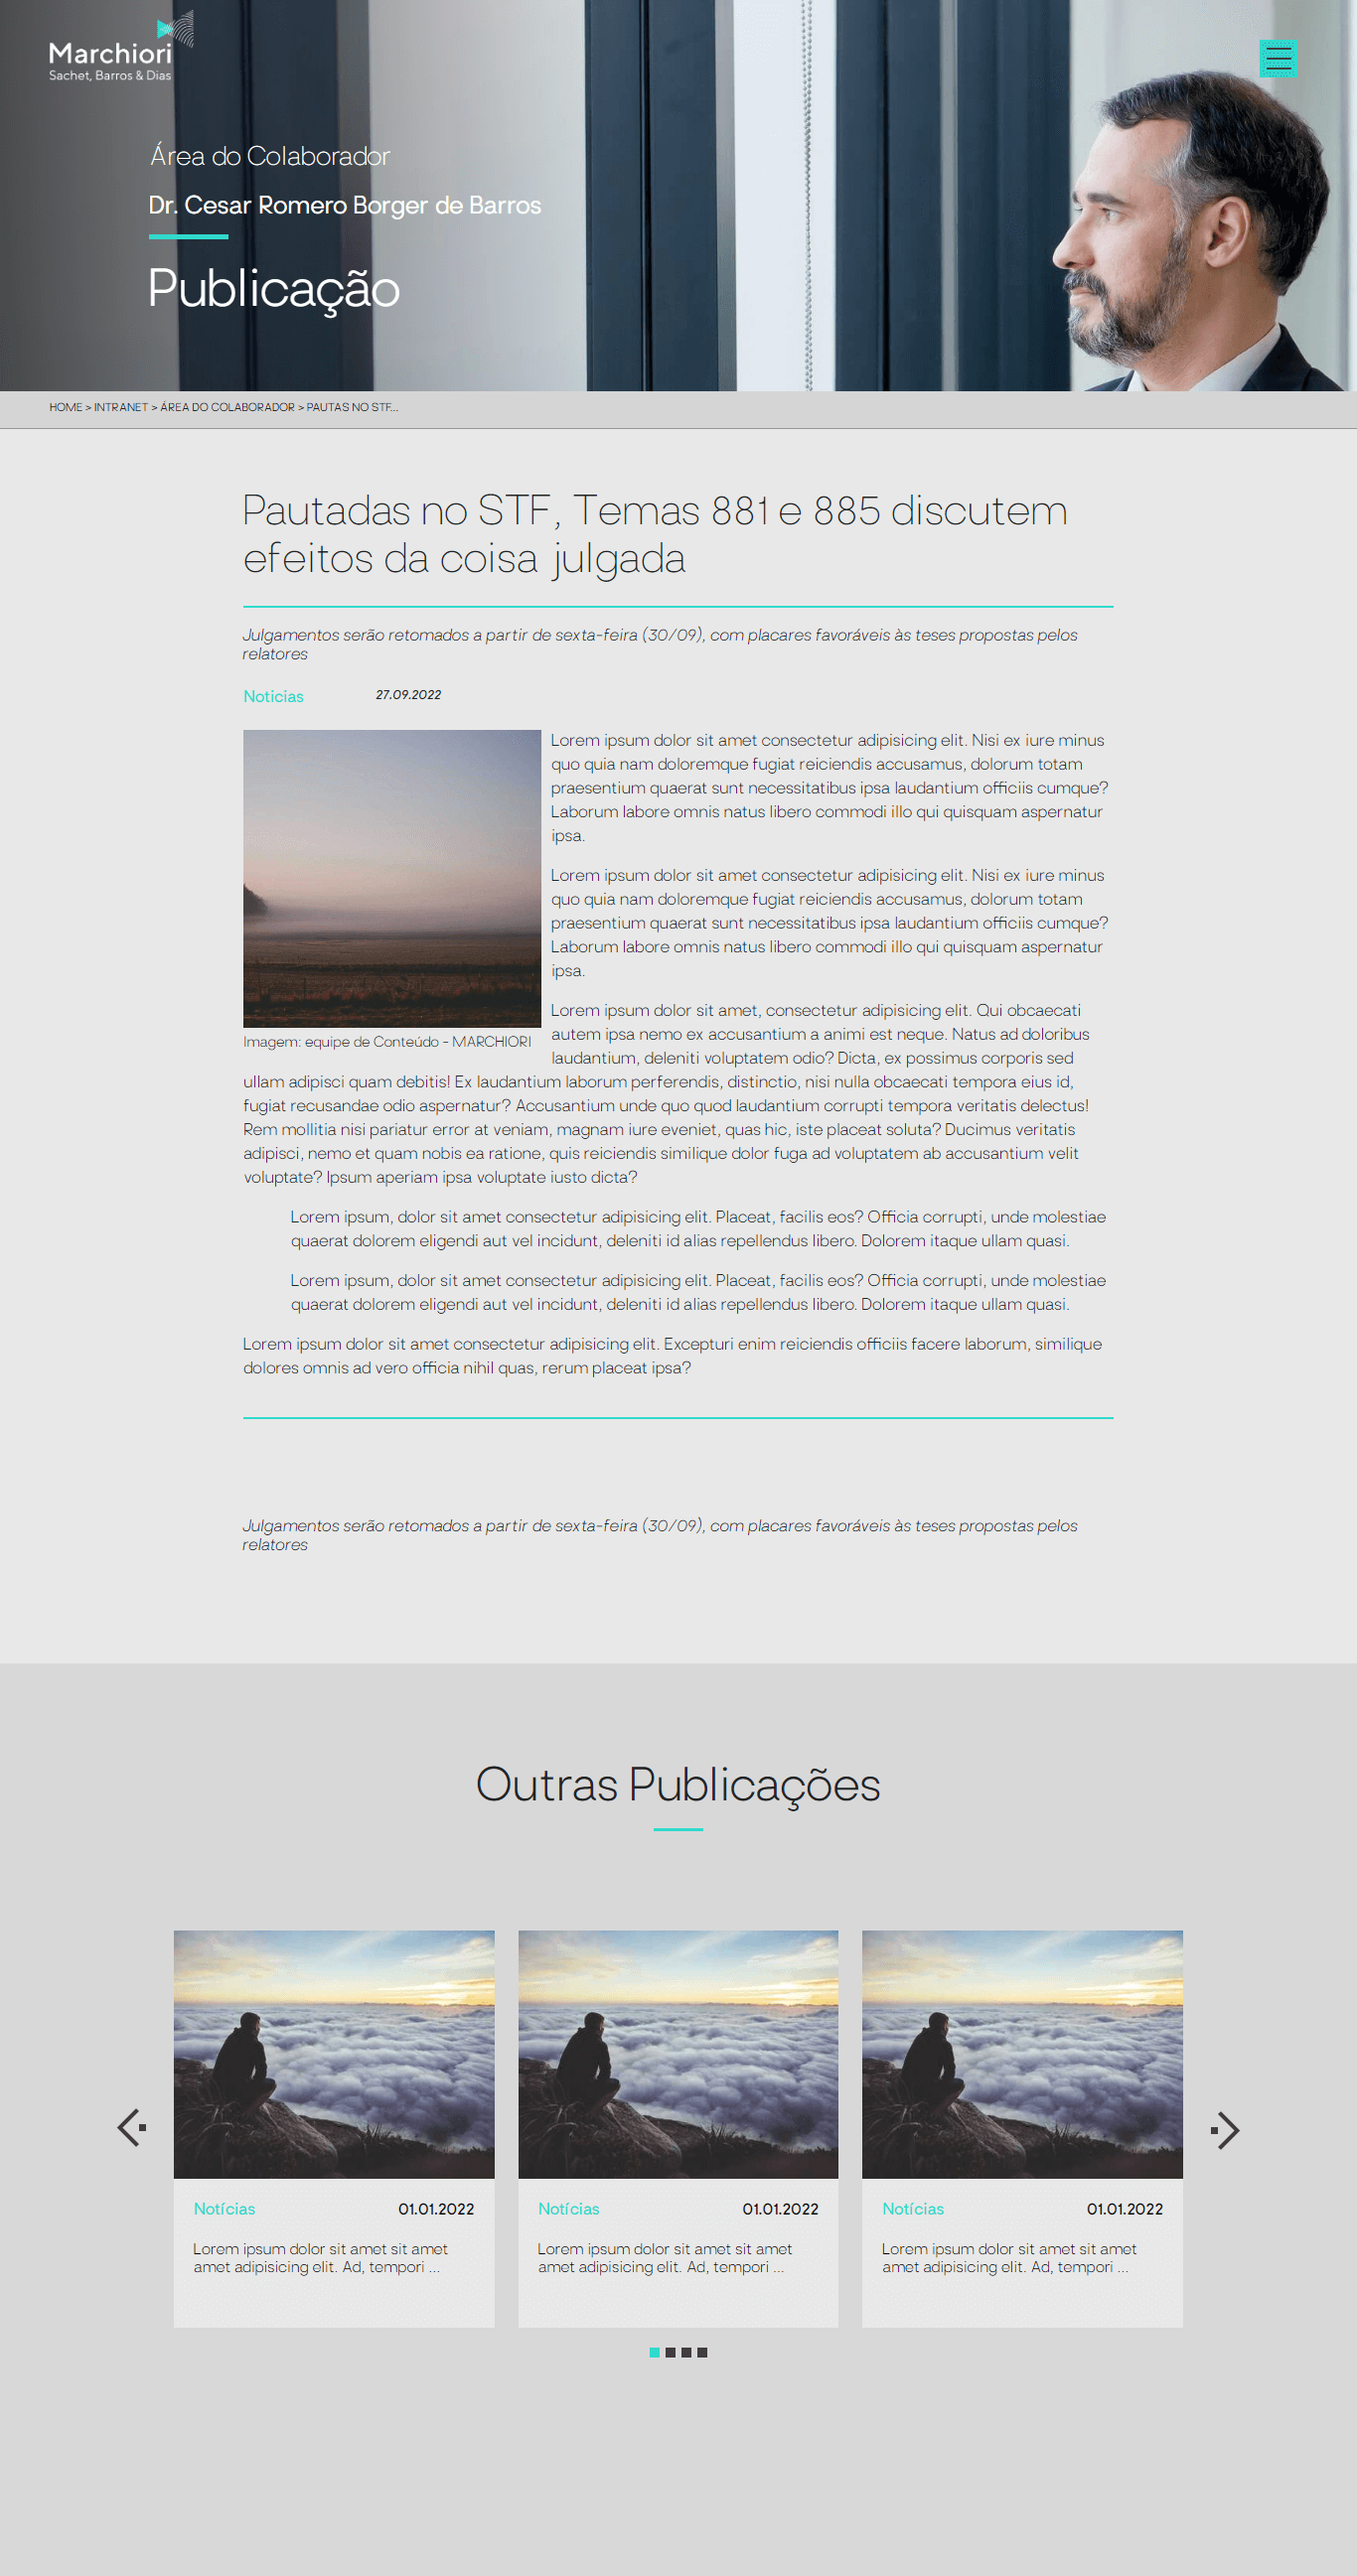 Marchiori
Sachet, Barros & Dias
Área do Colaborador
Dr. Cesar Romero Borger de Barros
Publicação
HOME > INTRANET > ÁREA DO COLABORADOR > PAUTAS NO STF...
Pautadas no STF, Temas 881 e 885 discutem
efeitos da coisa julgada
Julgamentos serão retomados a partir de sexta-feira (30/09), com placares favoráveis às teses propostas pelos
relatores
Noticias 27.09.2022
Lorem ipsum dolor sit amet consectetur adipisicing elit. Nisi ex iure minus
quo quia nam doloremque fugiat reiciendis accusamus, dolorum totam
praesentium quaerat sunt necessitatibus ipsa laudantium officiis cumque?
Laborum labore omnis natus libero commodi illo qui quisquam aspernatur
ipsa.
Lorem ipsum dolor sit amet consectetur adipisicing elit. Nisi ex iure minus
quo quia nam doloremque fugiat reiciendis accusamus, dolorum totam
praesentium quaerat sunt necessitatibus ipsa laudantium officiis cumque?
Laborum labore omnis natus libero commodi illo qui quisquam aspernatur
ipsa.
Imagem: equipe de Conteúdo - MARCHIORI
Lorem ipsum dolor sit amet, consectetur adipisicing elit. Qui obcaecati
autem ipsa nemo ex accusantium a animi est neque. Natus ad doloribus
laudantium, deleniti voluptatem odio? Dicta, ex possimus corporis sed
ullam adipisci quam debitis! Ex laudantium laborum perferendis, distinctio, nisi nulla obcaecati tempora eius id,
fugiat recusandae odio aspernatur? Accusantium unde quo quod laudantium corrupti tempora veritatis delectus!
Rem mollitia nisi pariatur error at veniam, magnam iure eveniet, quas hic, iste placeat soluta? Ducimus veritatis
adipisci, nemo et quam nobis ea ratione, quis reiciendis similique dolor fuga ad voluptatem ab accusantium velit
voluptate? Ipsum aperiam ipsa voluptate iusto dicta?
Lorem ipsum, dolor sit amet consectetur adipisicing elit. Placeat, facilis eos? Officia corrupti, unde molestiae
quaerat dolorem eligendi aut vel incidunt, deleniti id alias repellendus libero. Dolorem itaque ullam quasi.
Lorem ipsum, dolor sit amet consectetur adipisicing elit. Placeat, facilis eos? Officia corrupti, unde molestiae
quaerat dolorem eligendi aut vel incidunt, deleniti id alias repellendus libero. Dolorem itaque ullam quasi.
Lorem ipsum dolor sit amet consectetur adipisicing elit. Excepturi enim reiciendis officiis facere laborum, similique
dolores omnis ad vero officia nihil quas, rerum placeat ipsa?
Julgamentos serão retomados a partir de sexta-feira (30/09), com placares favoráveis às teses propostas pelos
relatores
Outras Publicações
Notícias 01.01.2022
Lorem ipsum dolor sit amet sit amet
amet adipisicing elit. Ad, tempori ...
Notícias 01.01.2022
Lorem ipsum dolor sit amet sit amet
amet adipisicing elit. Ad, tempori ...
Notícias 01.01.2022
Lorem ipsum dolor sit amet sit amet
amet adipisicing elit. Ad, tempori ...